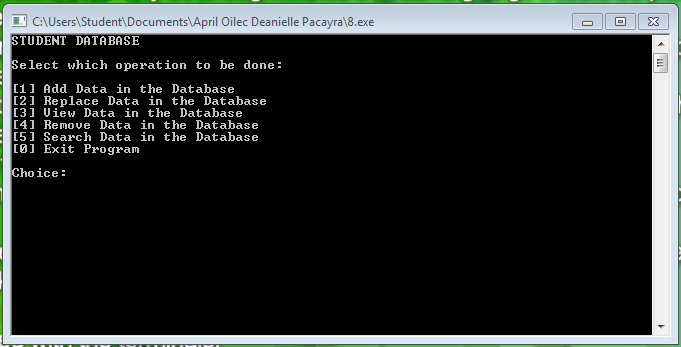 C:\Users\Student\Documents\April Oilec Deanielle Pacayra\8.exe
STUDENT DATABASE
Select which operation to be done:
[1] Add Data in the Database
[2] Replace Data in the Database
[3] View Data in the Database
[4] Remove Data in the Database
[5] Search Data in the Database
[0] Exit Program
Choice: